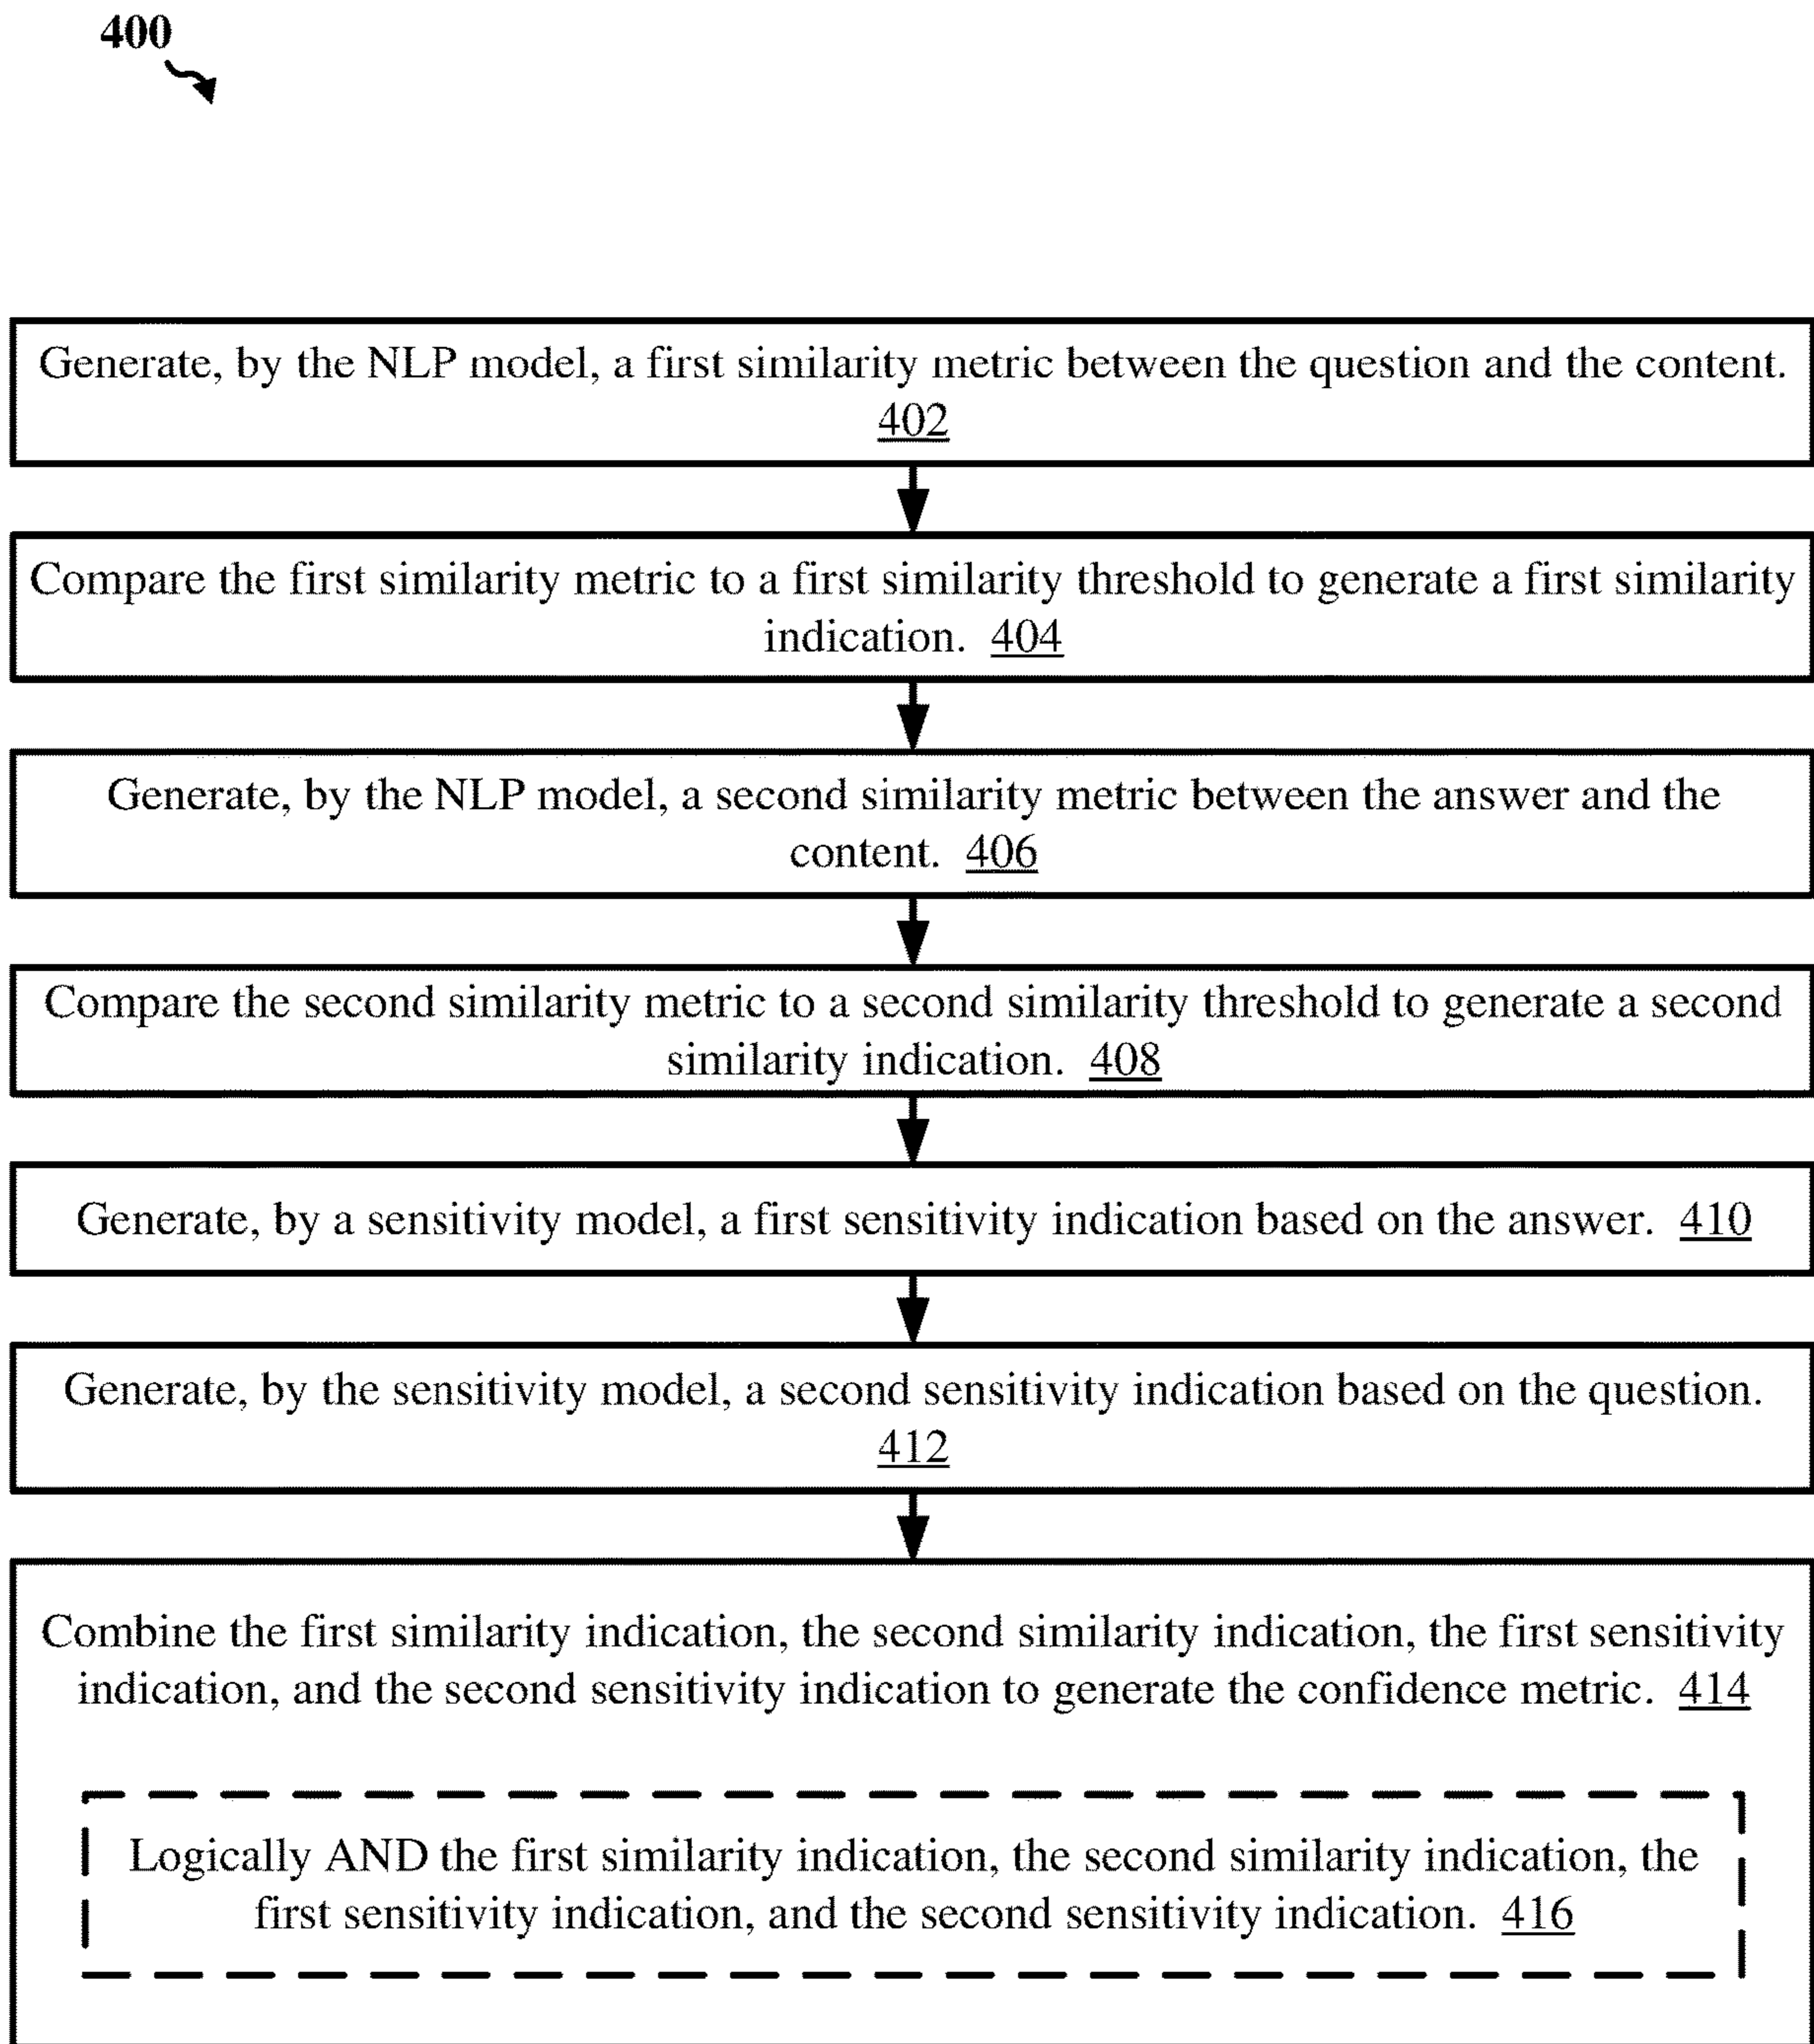 400
Generate, by the NLP model, a first similarity metric between the question and the content.
402
Compare the first similarity metric to a first similarity threshold to generate a first similarity
indication. 404
Generate, by the NLP model, a second similarity metric between the answer and the
content. 406
Compare the second similarity metric to a second similarity threshold to generate a second
similarity indication. 408
Generate, by a sensitivity model, a first sensitivity indication based on the answer. 410
Generate, by the sensitivity model, a second sensitivity indication based on the question.
412
Combine the first similarity indication, the second similarity indication, the first sensitivity
indication, and the second sensitivity indication to generate the confidence metric. 414
Logically AND the first similarity indication, the second similarity indication, the
first sensitivity indication, and the second sensitivity indication. 416